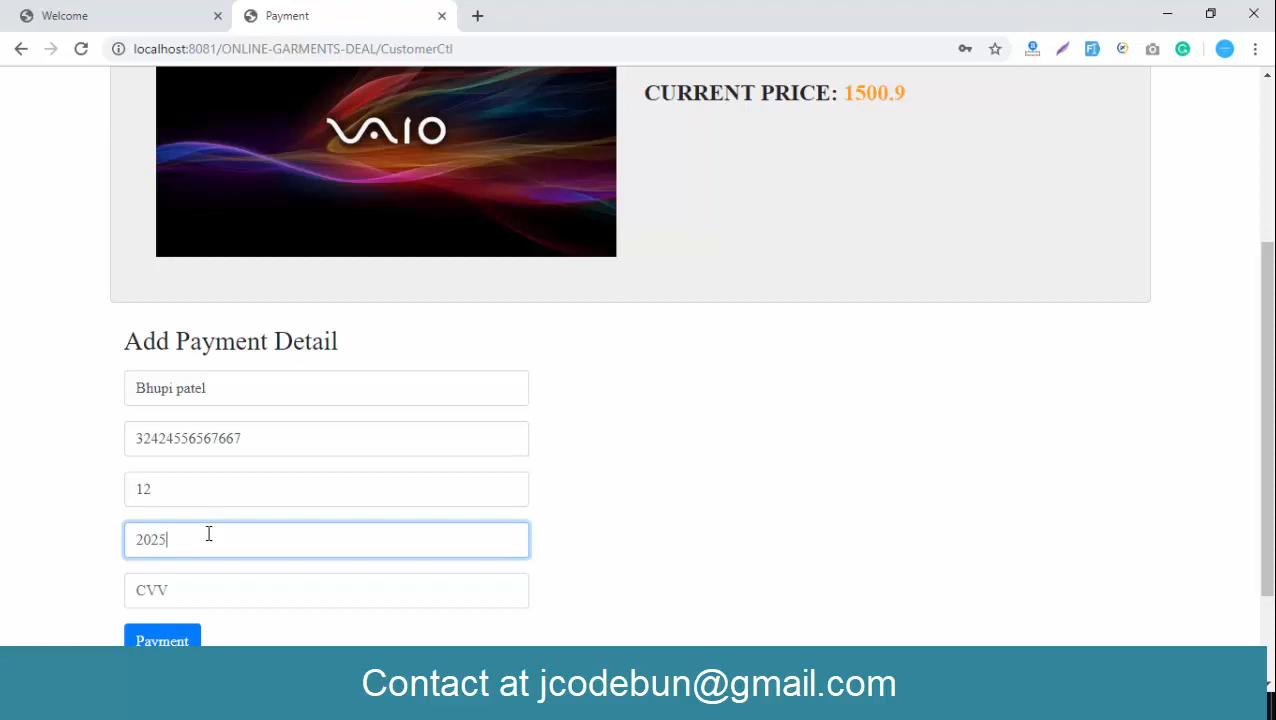 Welcome
Payment
localhost:8081/ONLINE-GARMENTS-DEAL/CustomerCtl
VAIO
CURRENT PRICE: 1500.9
Add Payment Detail
Bhupi patel
32424556567667
12
2025
CVV
Payment
Contact at jcodebun@gmail.com